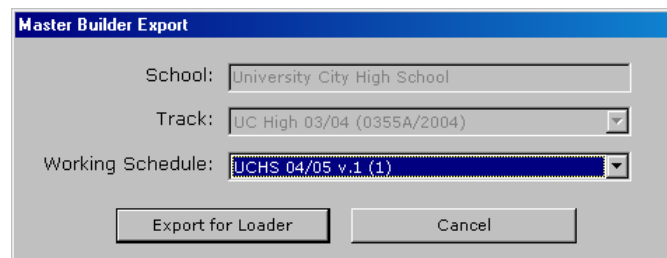 Master Builder Export
School: University City High School
Track: UC High 03/04 (0355A/2004)
Working Schedule: UCHS 04/05 v.1 (1)
Export for Loader Cancel